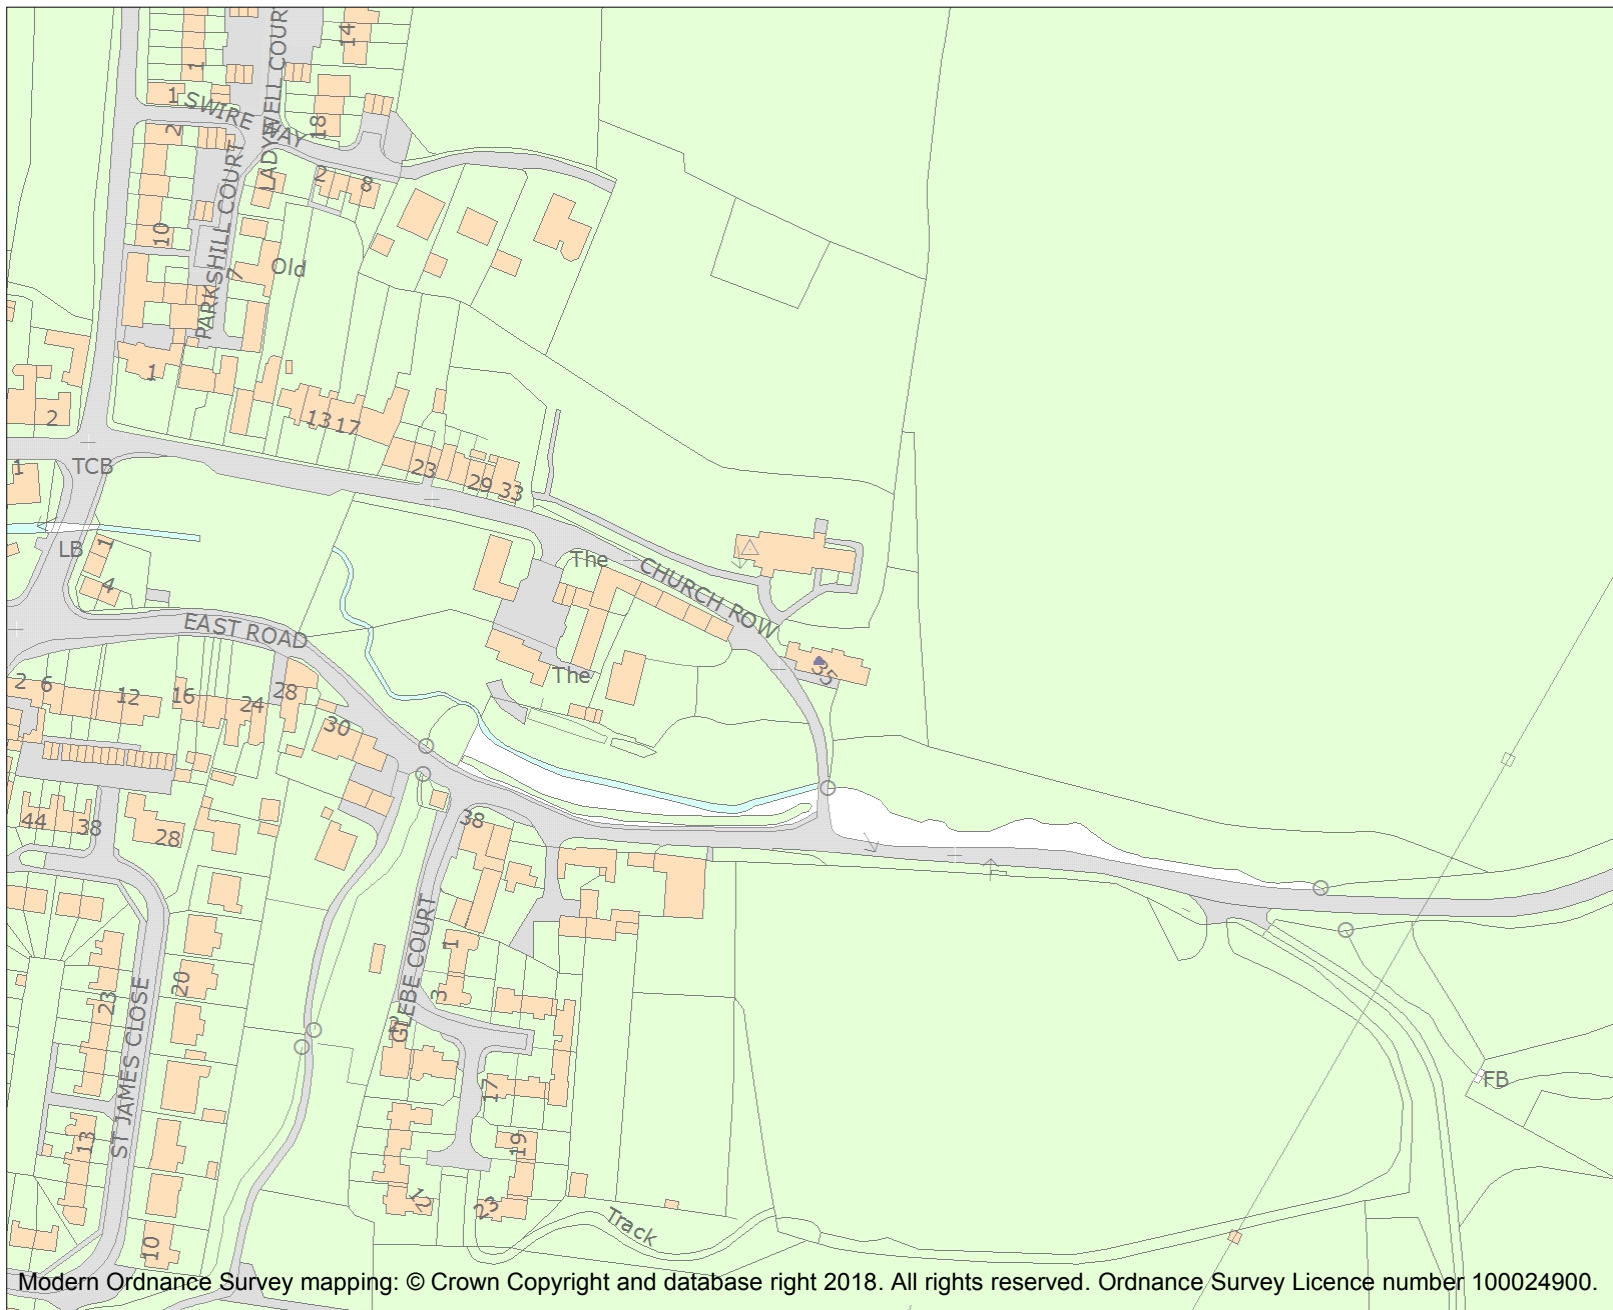 14
1
LADYWELL COUR
1
SWIRE WAY
2
18
2
8
10
PARKSHILL COURT
7
Old
1
2
13
17
23
29
33
1
TCB
LB
1
4
The
CHURCH ROW
EAST ROAD
35
The
2
6
12
16
24
28
30
44
38
28
38
GLEBE COURT
1
3
20
23
ST JAMES CLOSE
17
FB
13
19
12
23
Track
10
Modern Ordnance Survey mapping: © Crown Copyright and database right 2018. All rights reserved. Ordnance Survey Licence number 100024900.